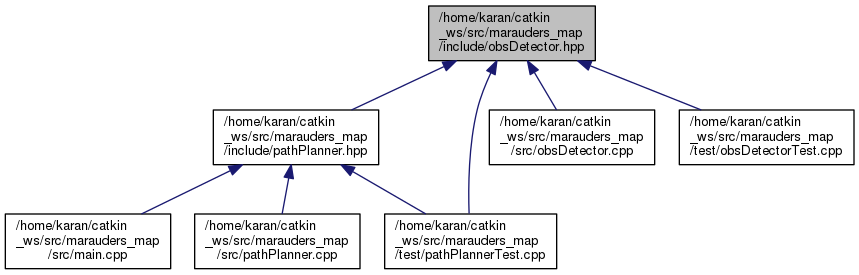 /home/karan/catkin
_ws/src/marauders_map
/include/obsDetector.hpp
/home/karan/catkin
_ws/src/marauders_map
/include/pathPlanner.hpp
/home/karan/catkin
_ws/src/marauders_map
/src/obsDetector.cpp
/home/karan/catkin
_ws/src/marauders_map
/test/obsDetectorTest.cpp
/home/karan/catkin
_ws/src/marauders_map
/src/main.cpp
/home/karan/catkin
_ws/src/marauders_map
/src/pathPlanner.cpp
/home/karan/catkin
_ws/src/marauders_map
/test/pathPlannerTest.cpp